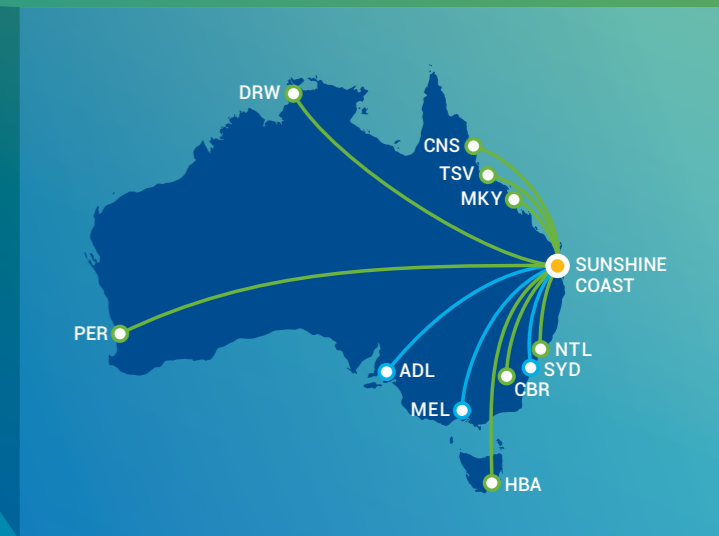 DRW
CNS
TSV
MKY
SUNSHINE
COAST
PER
NTL
SYD
ADL
CBR
MEL
HBA